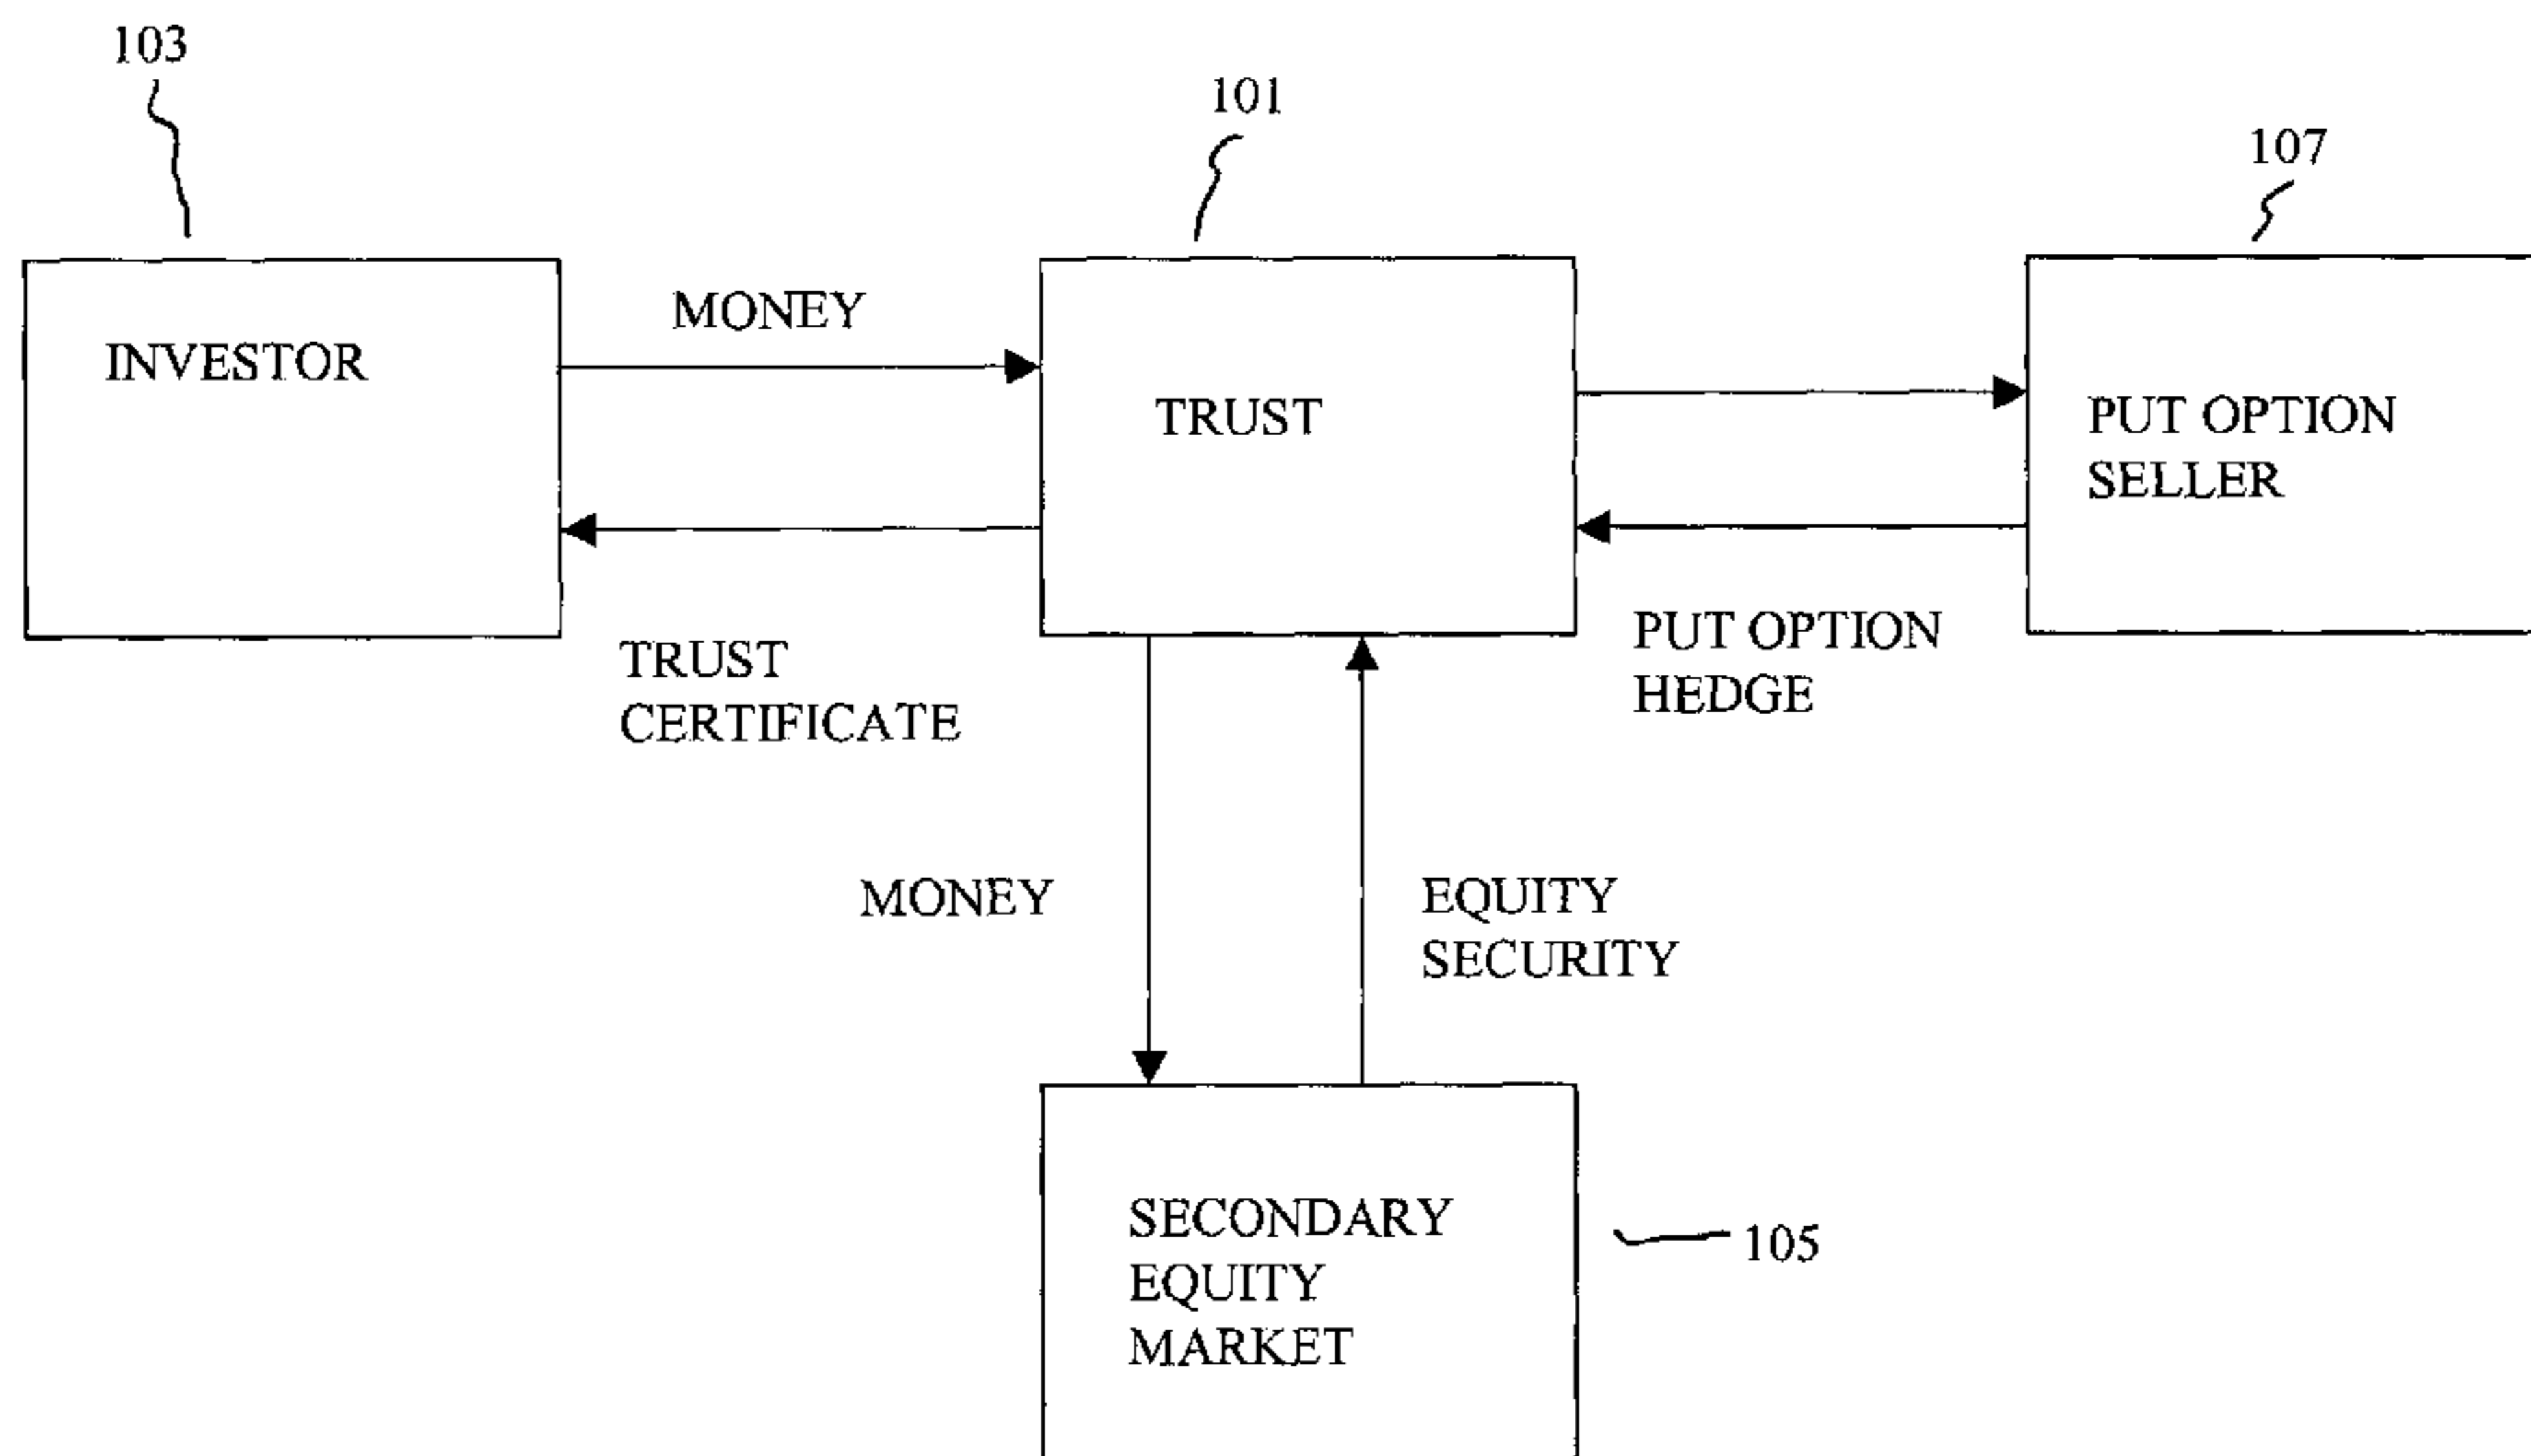 103
101
107
INVESTOR
MONEY
TRUST
PUT OPTION
SELLER
TRUST
CERTIFICATE
PUT OPTION
HEDGE
MONEY
EQUITY
SECURITY
SECONDARY
EQUITY
MARKET
105